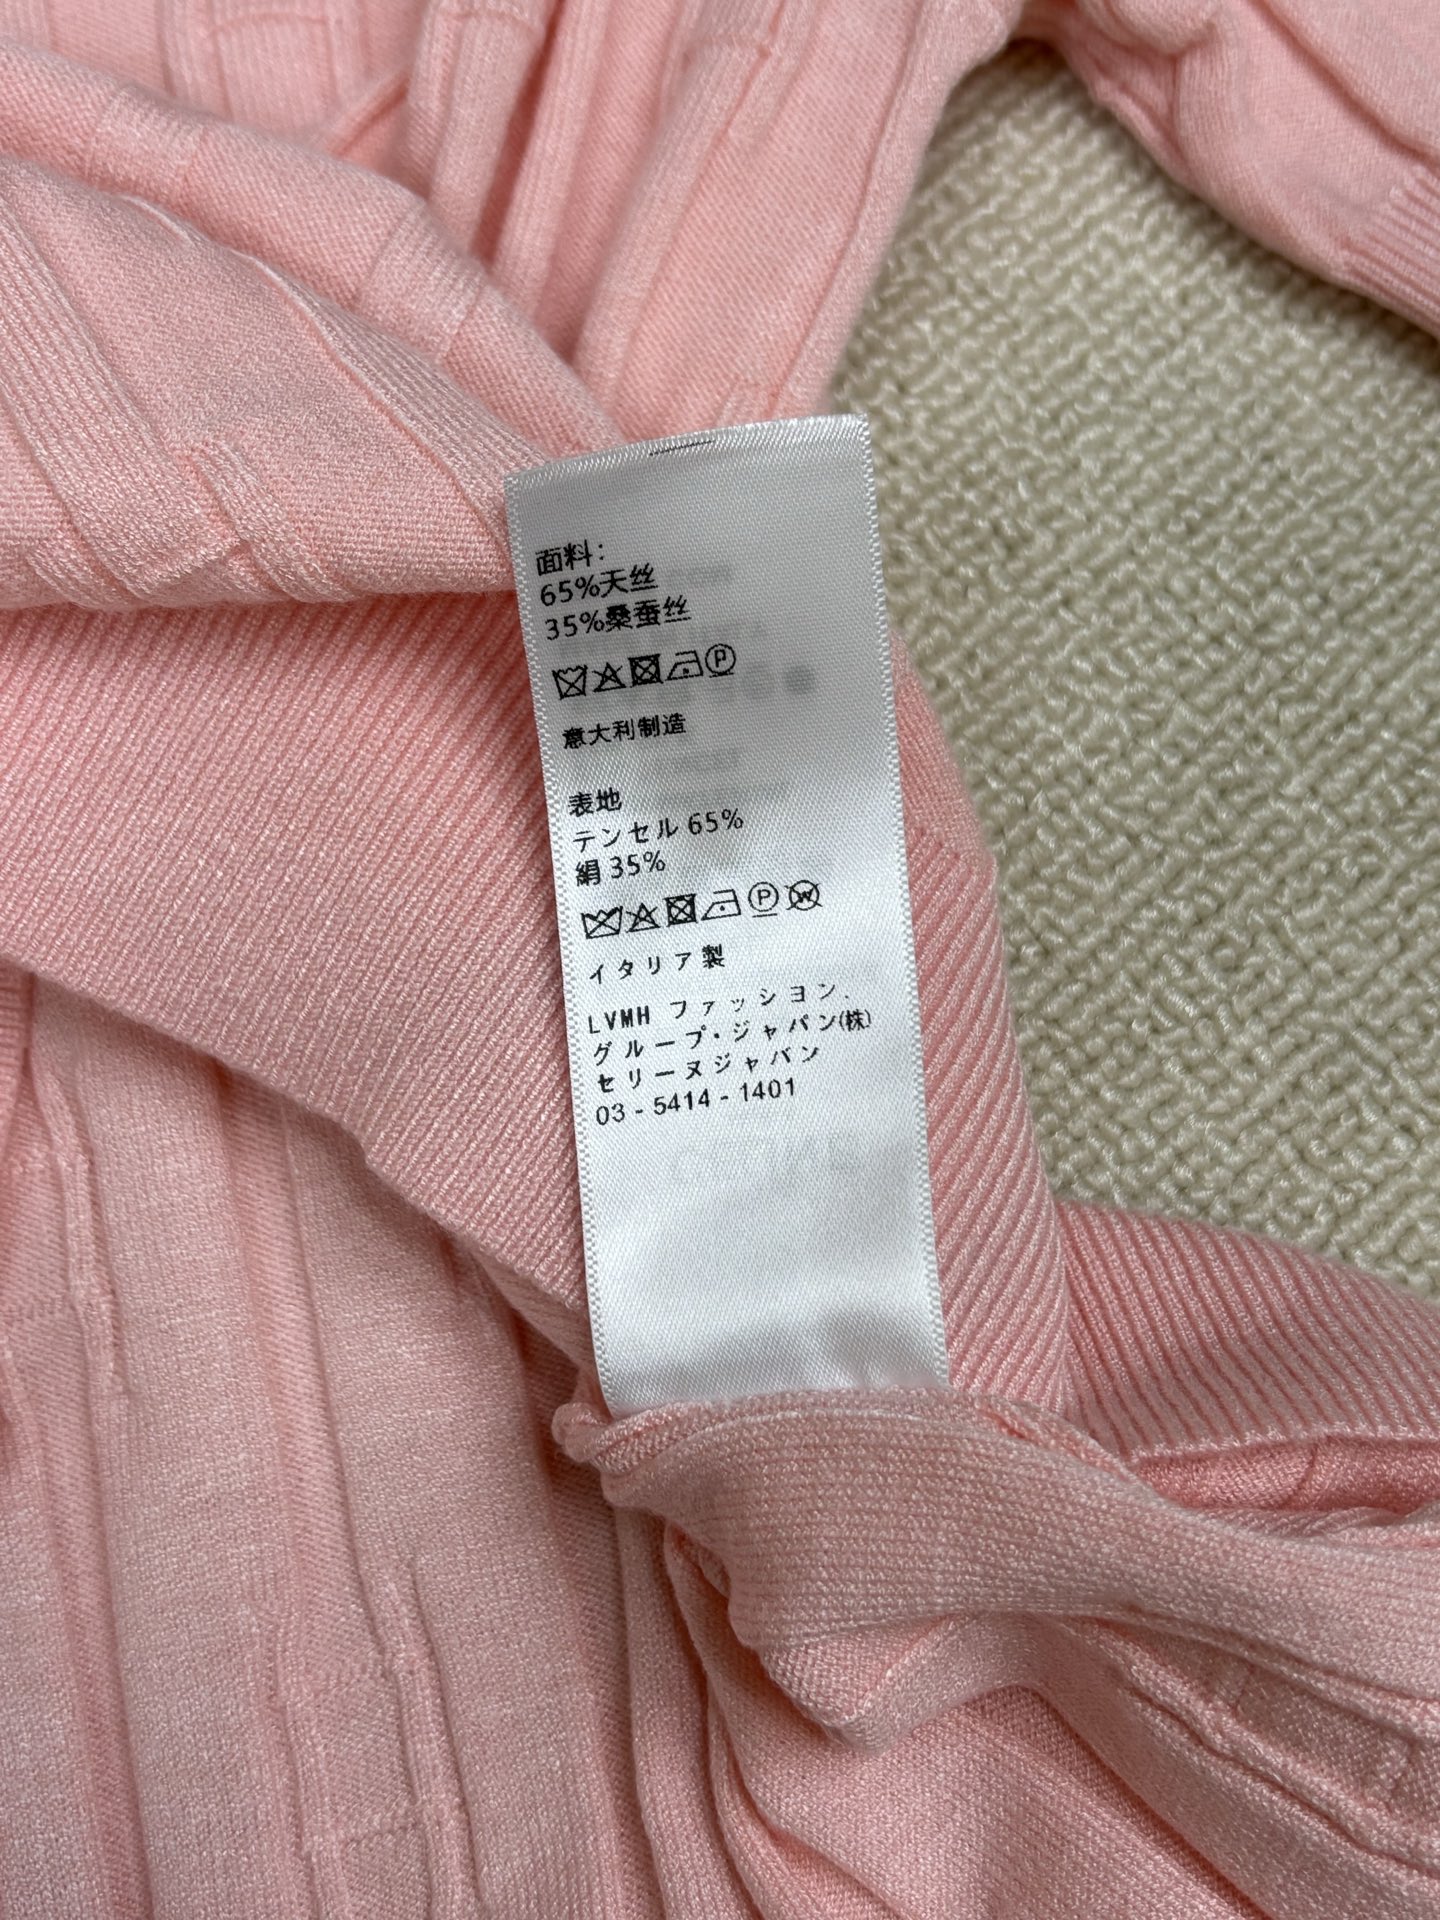 面料：
65%天丝
35%桑蚕丝
P
意大利制造
表地
テンセル 65%
絹 35%
P W
イタリア製
LVMH ファッション.
グループ・ジャパン(株)
セリーヌジャパン
03 - 5414 - 1401